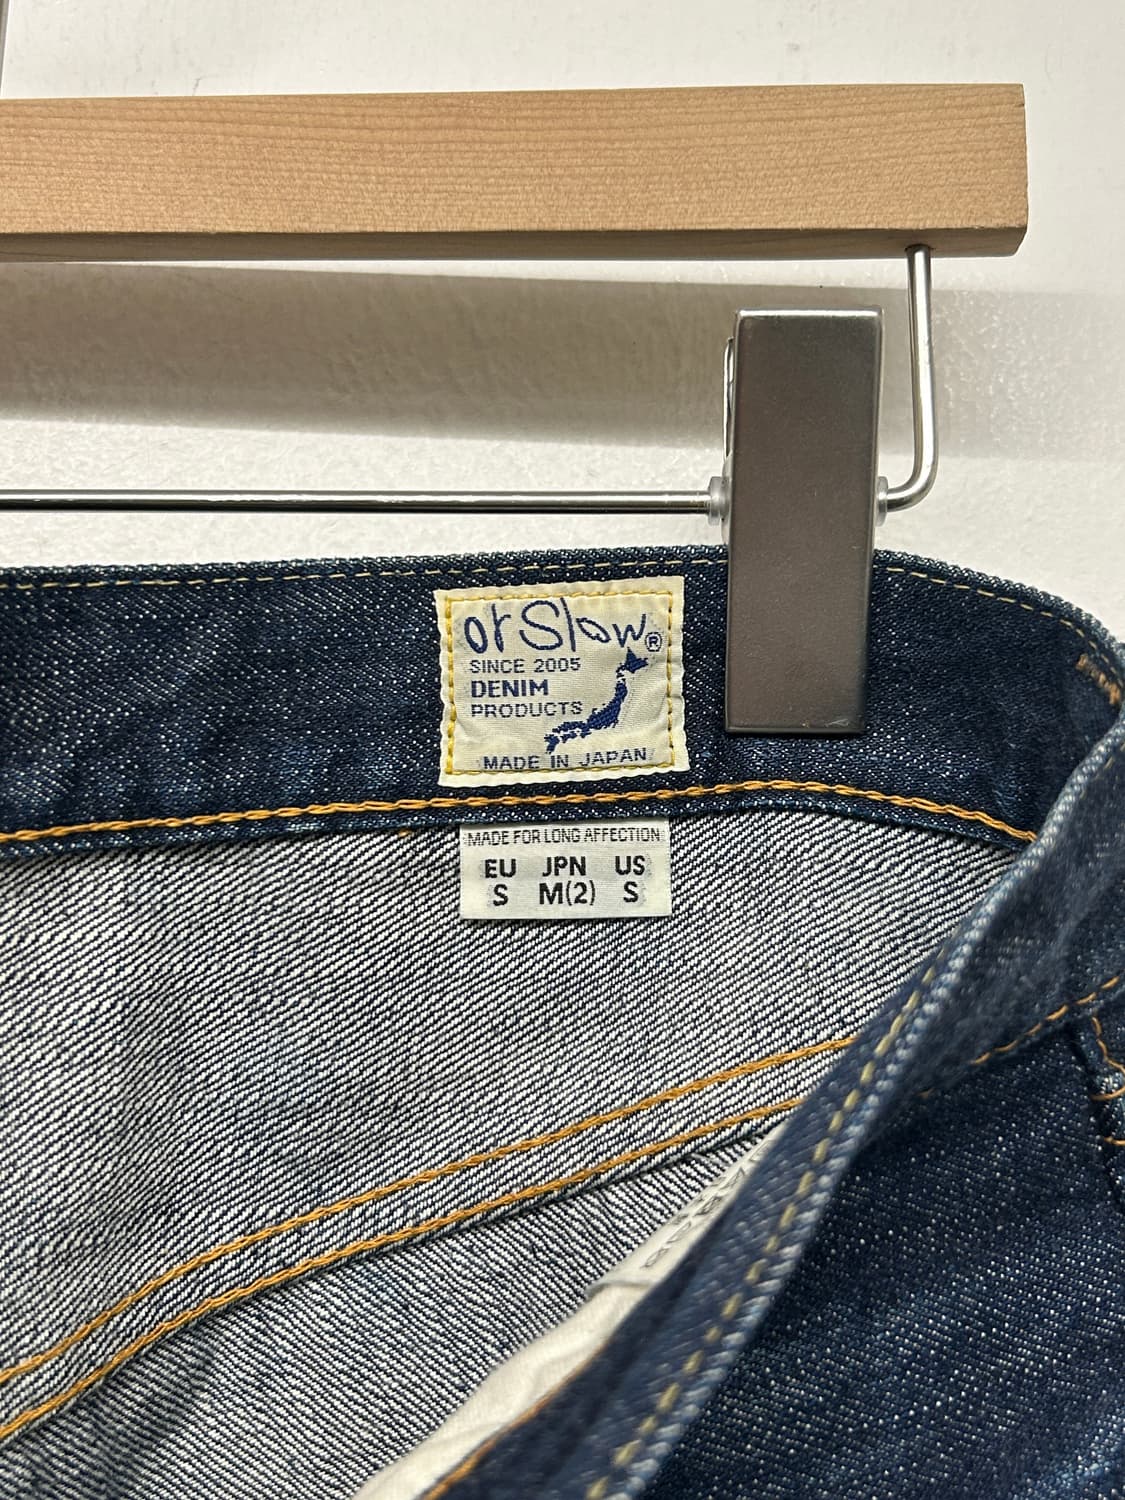 orSlow®
SINCE 2005
DENIM
PRODUCTS
MADE IN JAPAN
MADE FOR LONG AFFECTION
EU JPN US
S M(2) S